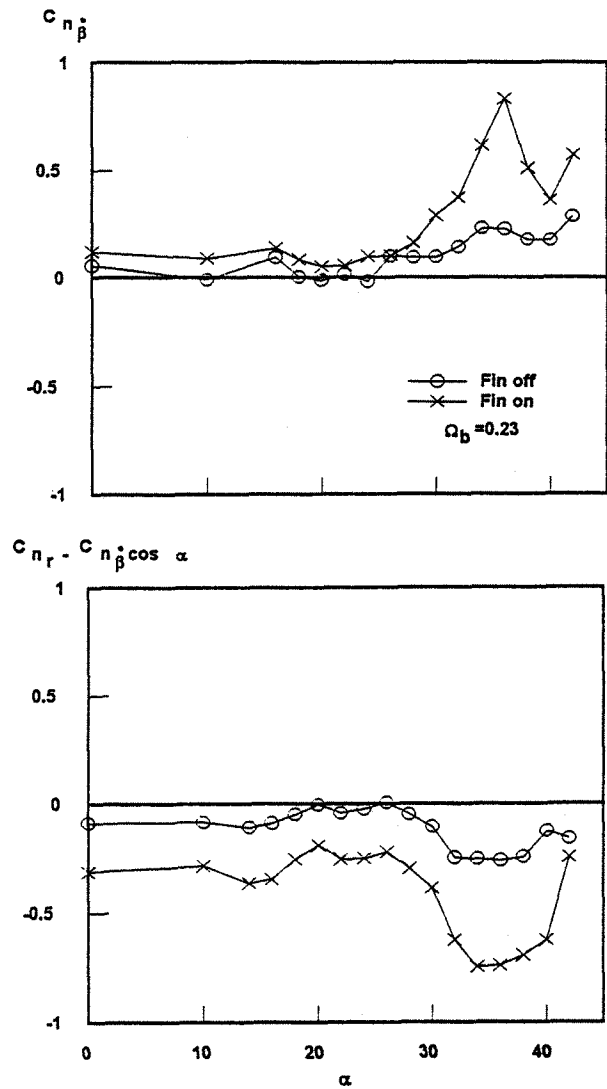 C n β̇
1
0.5
0
-0.5
-1
Fin off
Fin on
Ω b =0.23
C n r - C n β̇ cos α
1
0.5
0
-0.5
-1
0 10 20 30 40
α